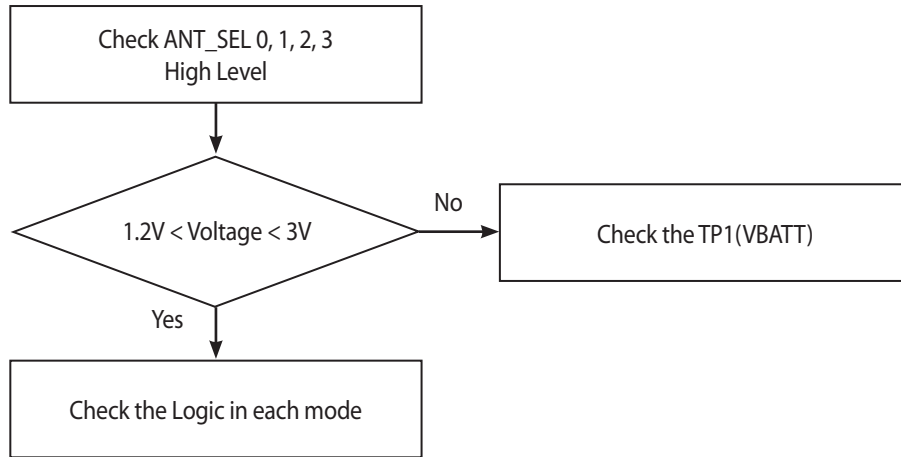 Check ANT_SEL 0, 1, 2, 3
High Level
1.2V < Voltage < 3V
No
Check the TP1(VBATT)
Yes
Check the Logic in each mode